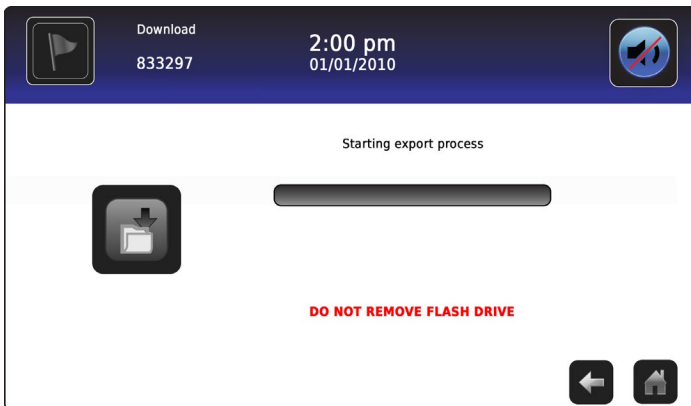 Download
833297
2:00 pm
01/01/2010
Starting export process
DO NOT REMOVE FLASH DRIVE